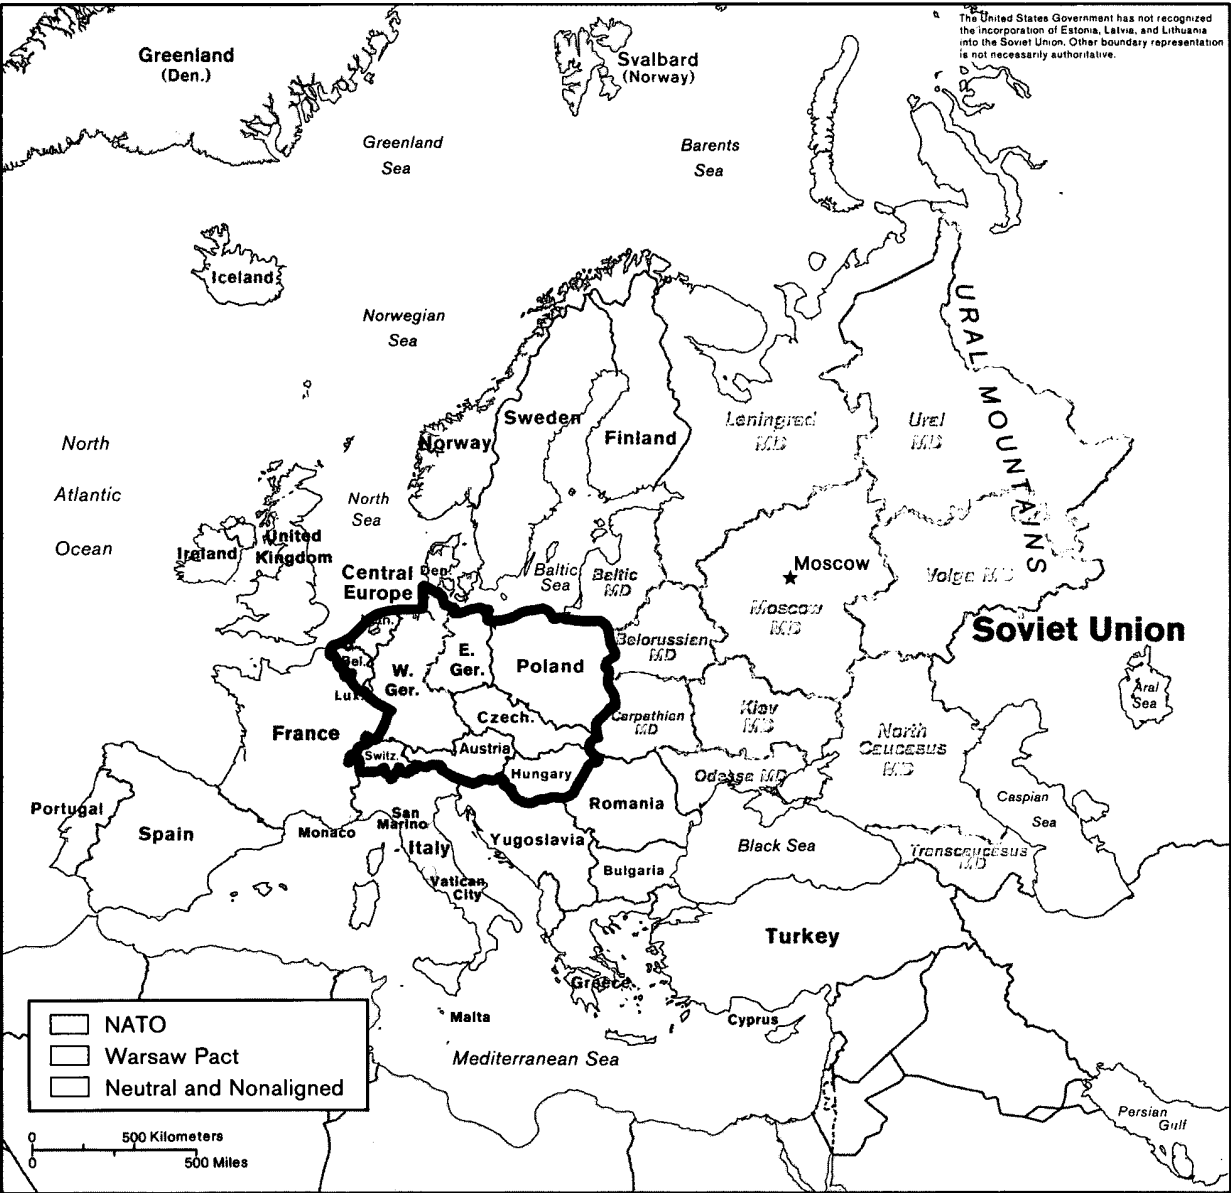 The United States Government has not recognized
the incorporation of Estonia, Latvia, and Lithuania
into the Soviet Union. Other boundary representation
is not necessarily authoritative.
Greenland
(Den.)
Svalbard
(Norway)
Greenland
Sea
Barents
Sea
Iceland
Norwegian
Sea
URAL MOUNTAINS
Sweden
Norway
Finland
Leningrad
MD
Ural
MD
North
Atlantic
Ocean
North
Sea
United
Kingdom
Ireland
Central
Europe
Den.
Baltic
Sea
Baltic
MD
Moscow
Moscow
MD
Volga MD
Soviet Union
Belorussian
MD
Bel.
Lux.
W.
Ger.
E.
Ger.
Poland
Aral
Sea
France
Czech.
Carpathian
MD
Kiev
MD
North
Caucasus
MD
Switz.
Austria
Hungary
Odessa MD
Romania
Caspian
Sea
Portugal
Spain
Monaco
San
Marino
Italy
Yugoslavia
Black Sea
Transcaucasus
MD
Bulgaria
Vatican
City
Turkey
Greece
Malta
Cyprus
Mediterranean Sea
Persian
Gulf
NATO
Warsaw Pact
Neutral and Nonaligned
0 500 Kilometers
0 500 Miles